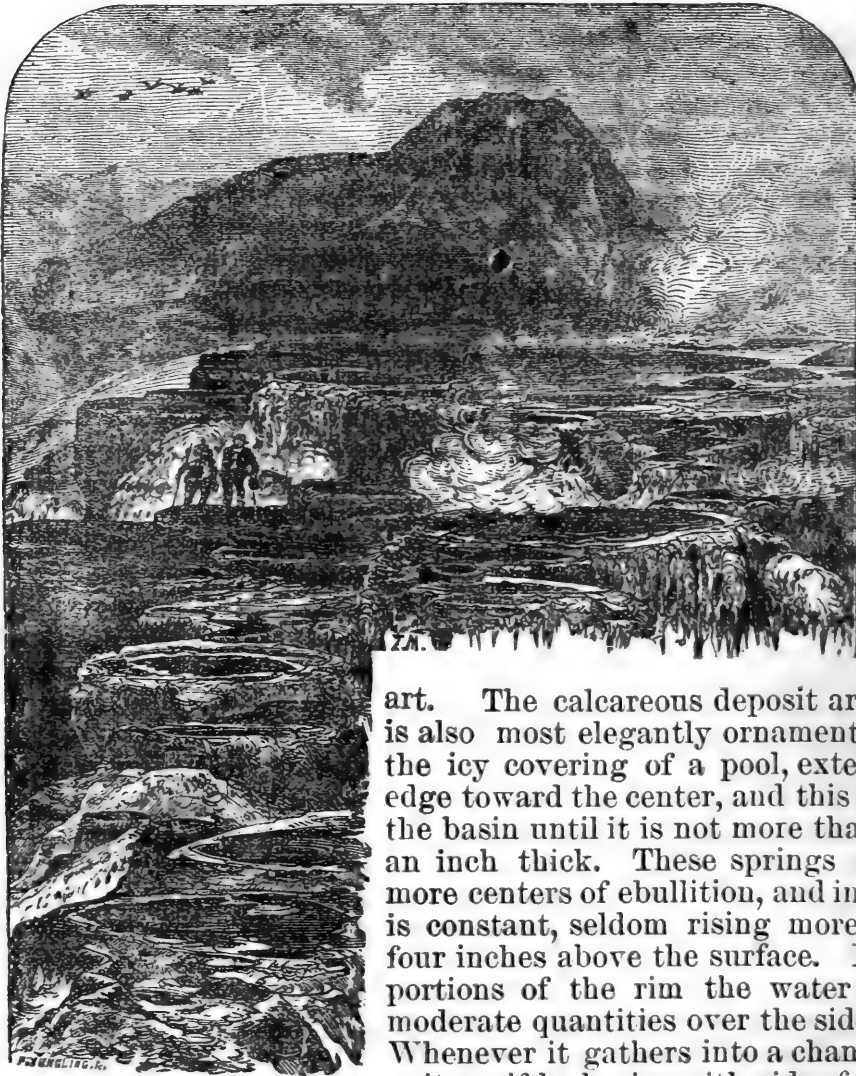 T.M.
art. The calcareous deposit ar
is also most elegantly ornament
the icy covering of a pool, exte
edge toward the center, and this
the basin until it is not more tha
an inch thick. These springs
more centers of ebullition, and in
is constant, seldom rising more
four inches above the surface.
portions of the rim the water
moderate quantities over the sid
Whenever it gathers into a chan